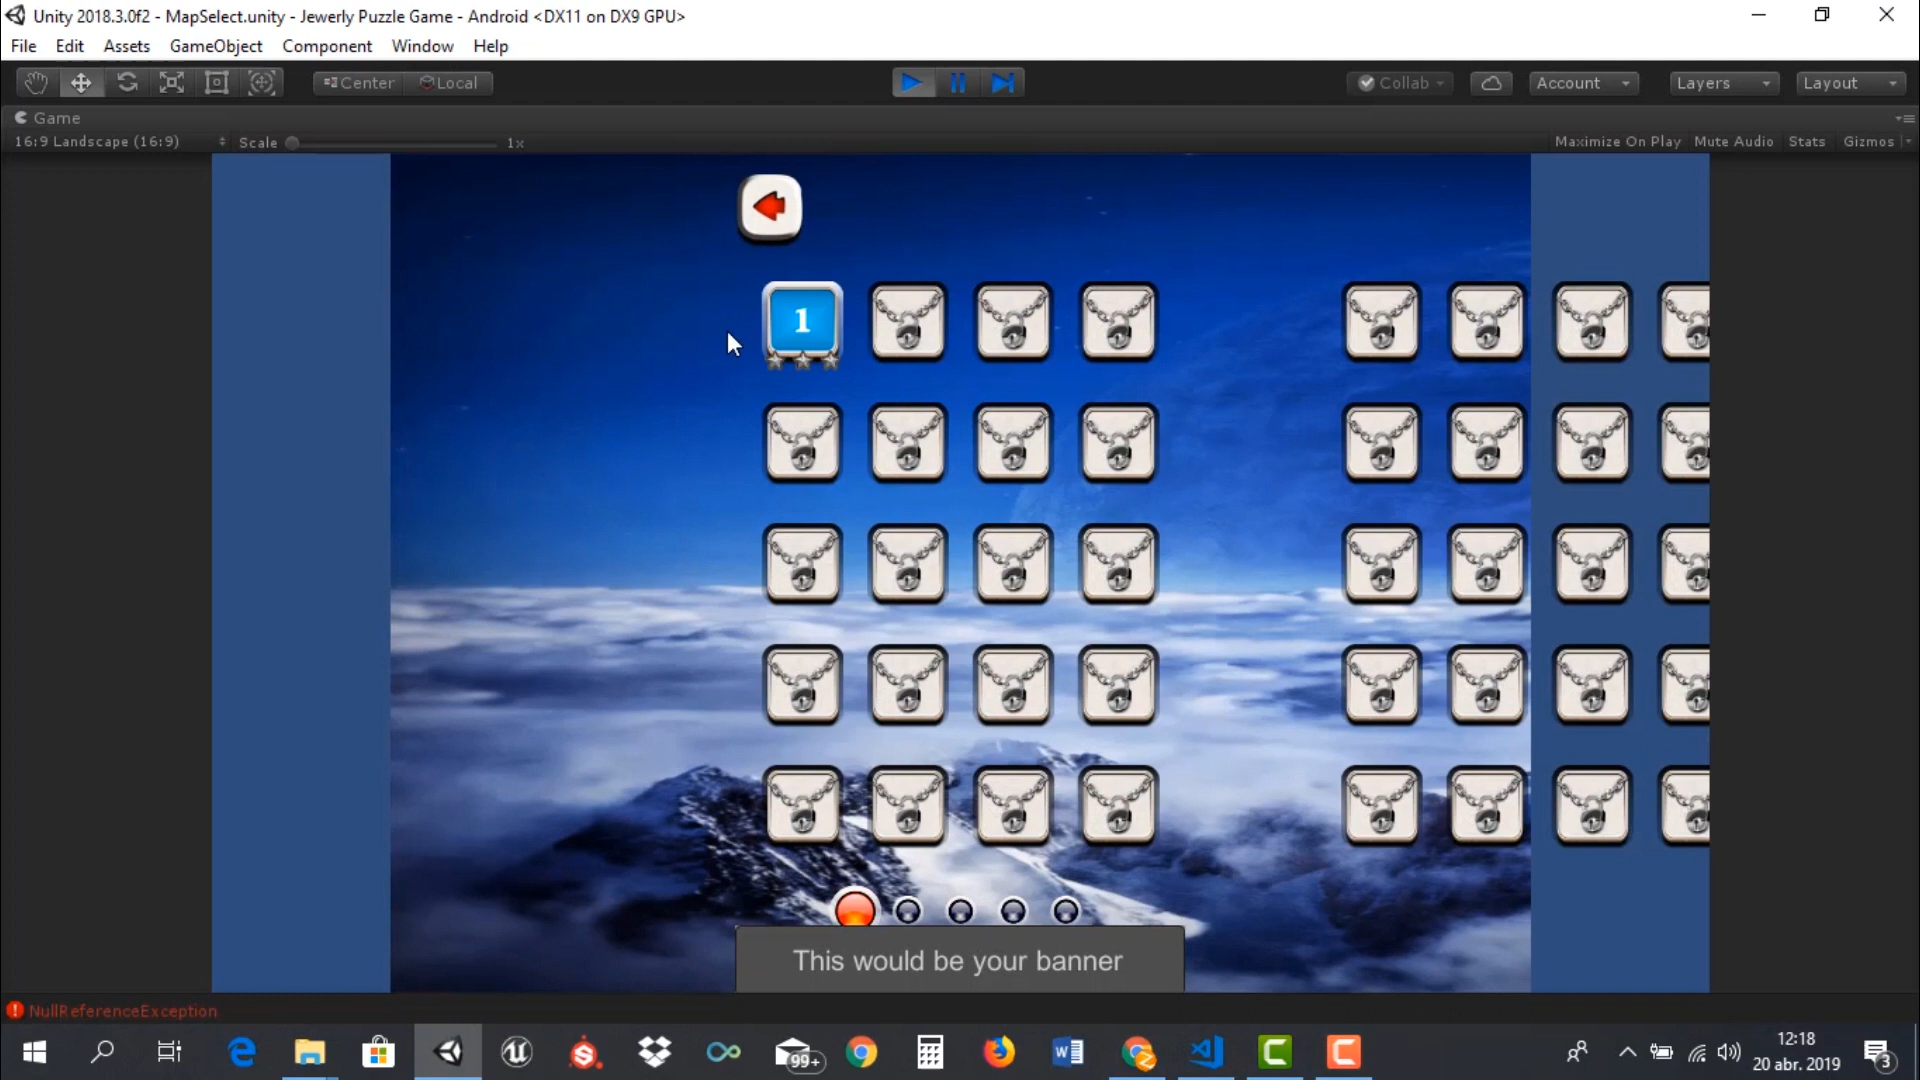 Unity 2018.3.0f2 - MapSelect.unity - Jewerly Puzzle Game - Android <DX11 on DX9 GPU>
File Edit Assets GameObject Component Window Help
Center Local Collab Account Layers Layout
Game
16:9 Landscape (16:9) Scale 1x Maximize On Play Mute Audio Stats Gizmos
1
This would be your banner
NullReferenceException
99+
12:18
20 abr. 2019
3